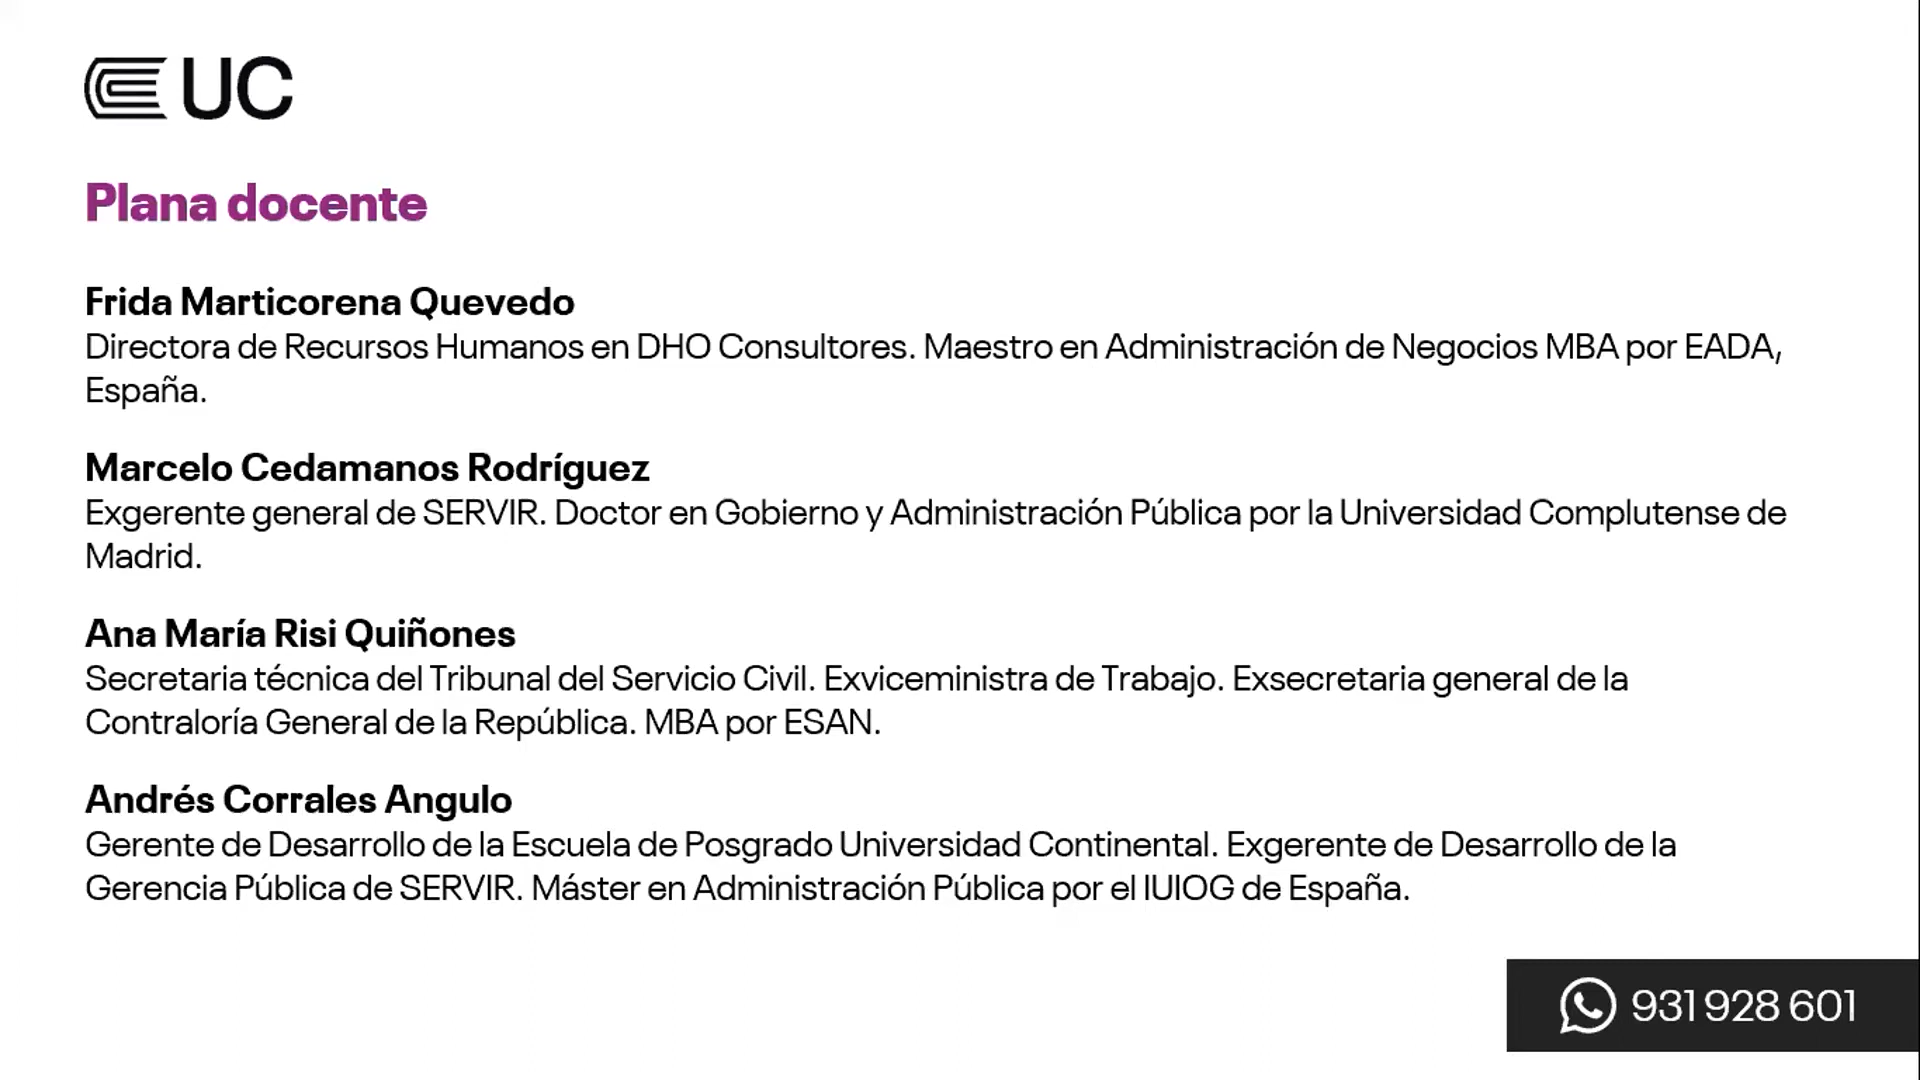 UC
Plana docente
Frida Marticorena Quevedo
Directora de Recursos Humanos en DHO Consultores. Maestro en Administración de Negocios MBA por EADA,
España.
Marcelo Cedamanos Rodríguez
Exgerente general de SERVIR. Doctor en Gobierno y Administración Pública por la Universidad Complutense de
Madrid.
Ana María Risi Quiñones
Secretaria técnica del Tribunal del Servicio Civil. Exviceministra de Trabajo. Exsecretaria general de la
Contraloría General de la República. MBA por ESAN.
Andrés Corrales Angulo
Gerente de Desarrollo de la Escuela de Posgrado Universidad Continental. Exgerente de Desarrollo de la
Gerencia Pública de SERVIR. Máster en Administración Pública por el IUIOG de España.
931 928 601